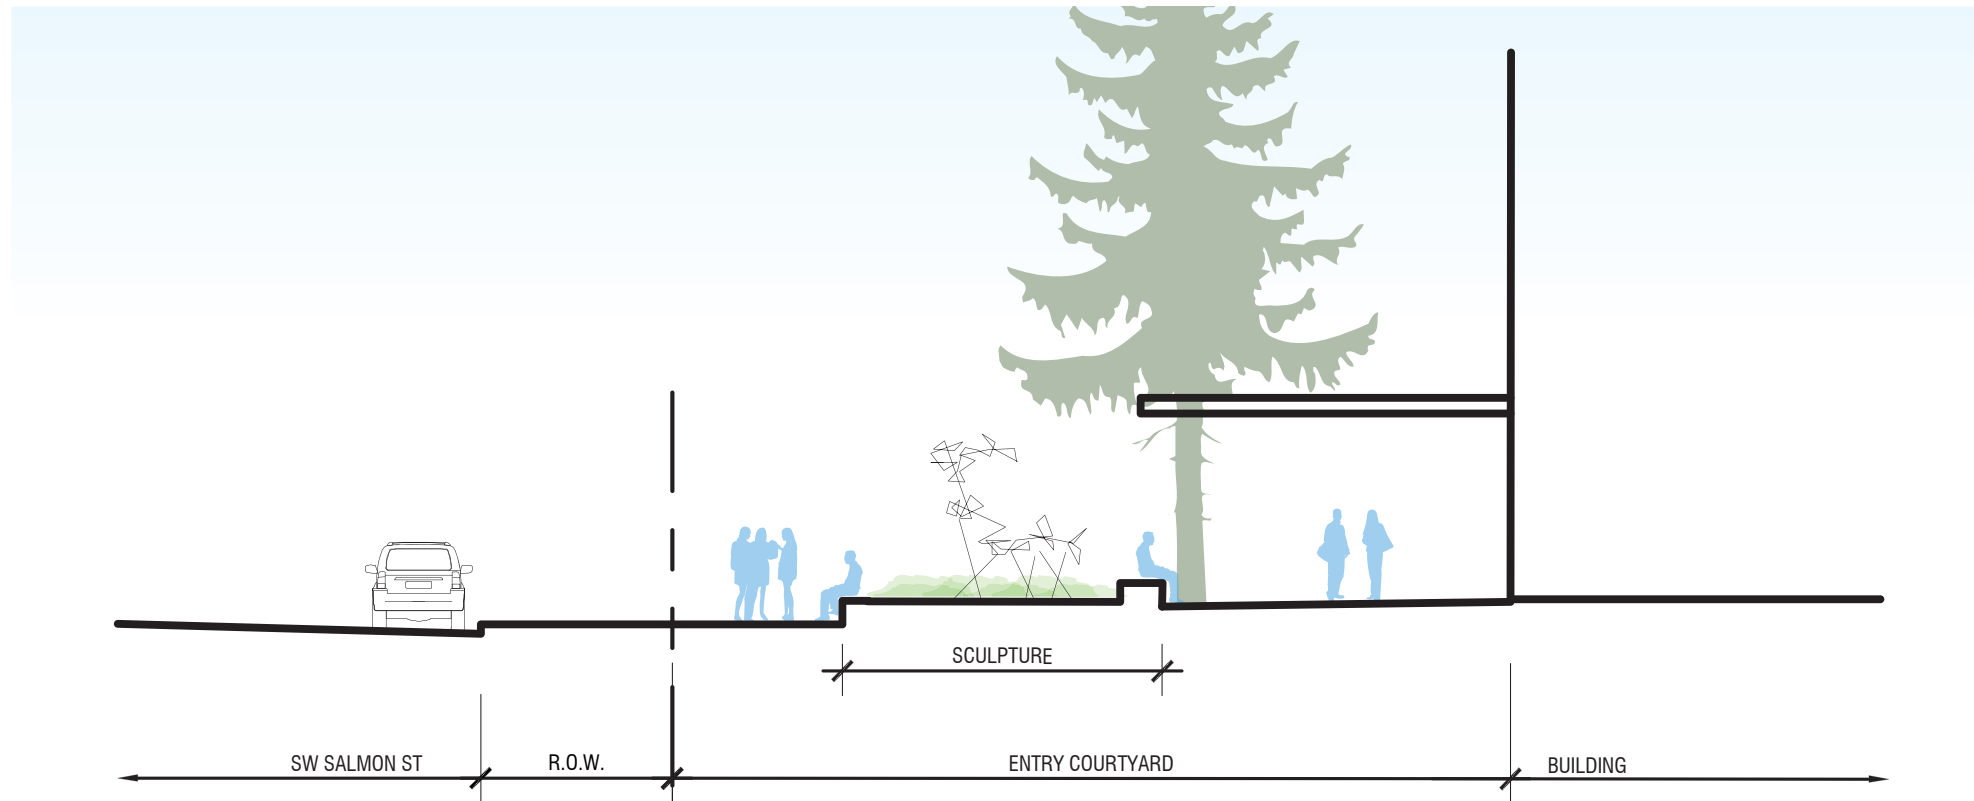 SCULPTURE
SW SALMON ST
R.O.W.
ENTRY COURTYARD
BUILDING